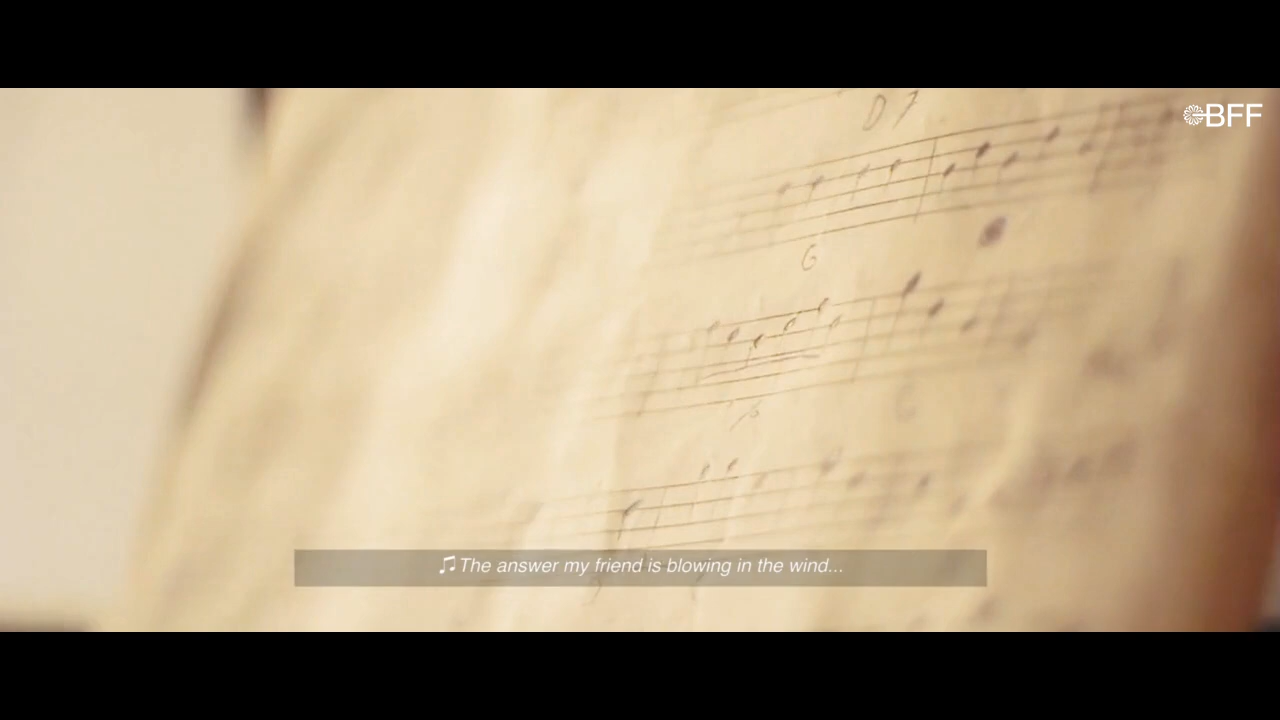 D7
BFF
G
♫ The answer my friend is blowing in the wind...